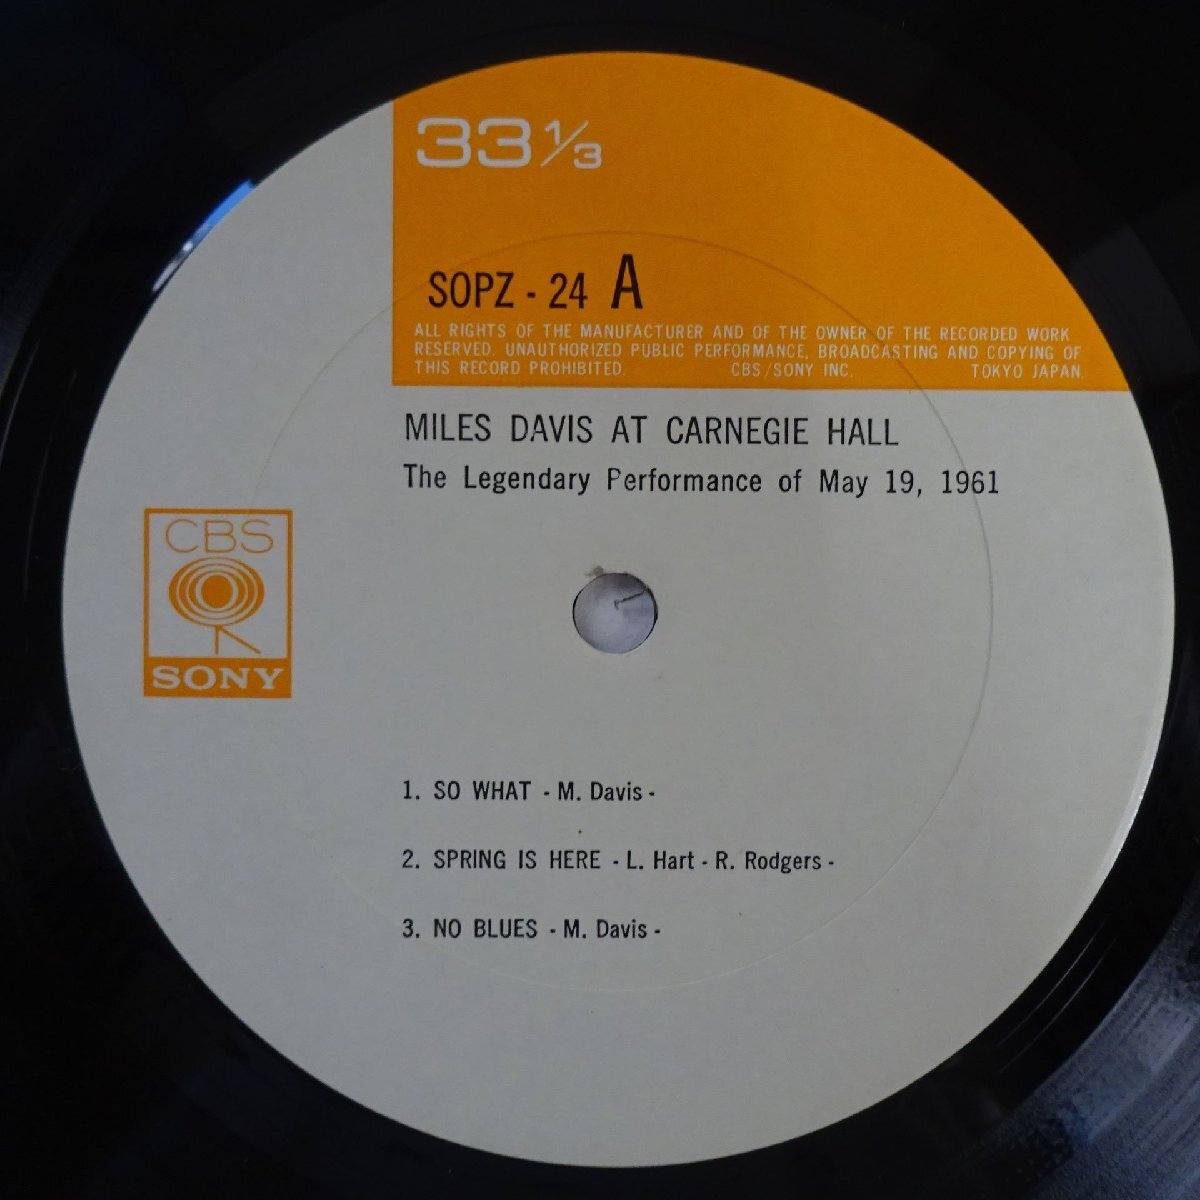 33 1/3
SOPZ - 24 A
ALL RIGHTS OF THE MANUFACTURER AND OF THE OWNER OF THE RECORDED WORK
RESERVED. UNAUTHORIZED PUBLIC PERFORMANCE, BROADCASTING AND COPYING OF
THIS RECORD PROHIBITED. CBS/SONY INC. TOKYO JAPAN.
MILES DAVIS AT CARNEGIE HALL
The Legendary Performance of May 19, 1961
CBS
SONY
1. SO WHAT - M. Davis -
2. SPRING IS HERE - L. Hart - R. Rodgers -
3. NO BLUES - M. Davis -